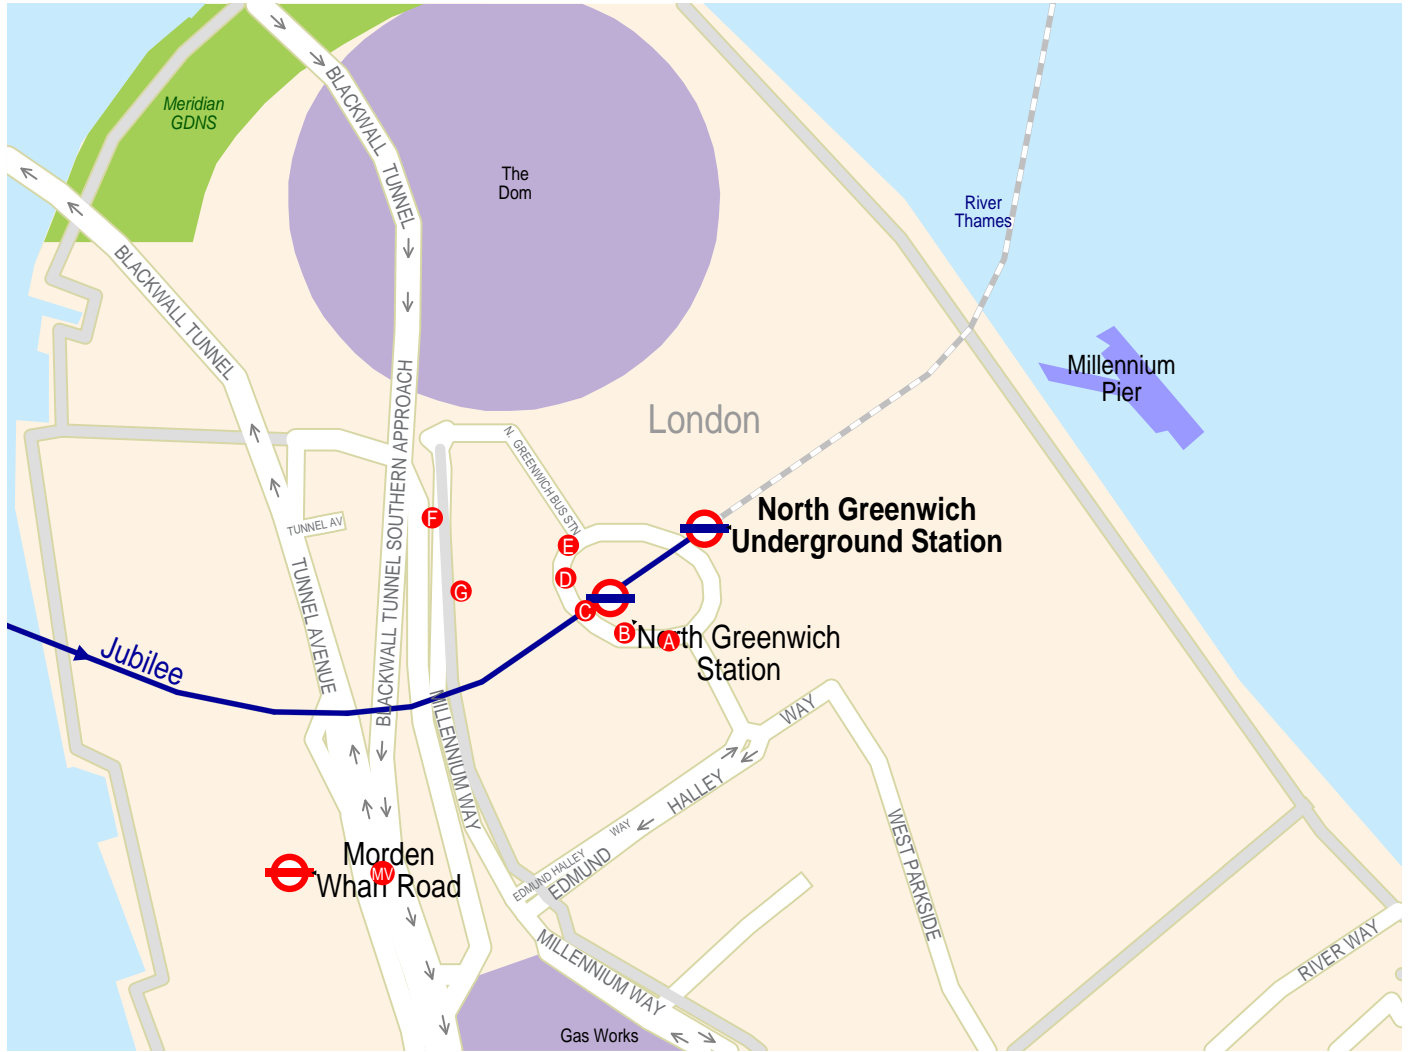 Meridian
GDNS
BLACKWALL TUNNEL
The
Dom
River
Thames
BLACKWALL TUNNEL
Millennium
Pier
London
BLACKWALL TUNNEL SOUTHERN APPROACH
N. GREENWICH BUS STN
North Greenwich
Underground Station
F
TUNNEL AV
E
D
G
C
B
A
North Greenwich
Station
TUNNEL AVENUE
Jubilee
MILLENNIUM WAY
WAY
HALLEY
EDMUND
WAY
EDMUND HALLEY
WEST PARKSIDE
Morden
Wharf Road
MV
MILLENNIUM WAY
RIVER WAY
Gas Works